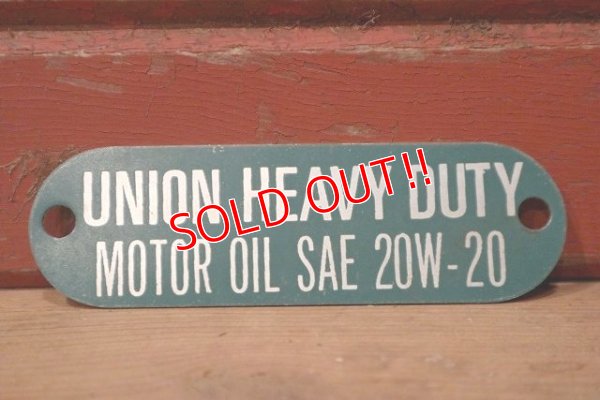 UNION HEAVY DUTY
SOLD OUT!!
MOTOR OIL SAE 20W-20